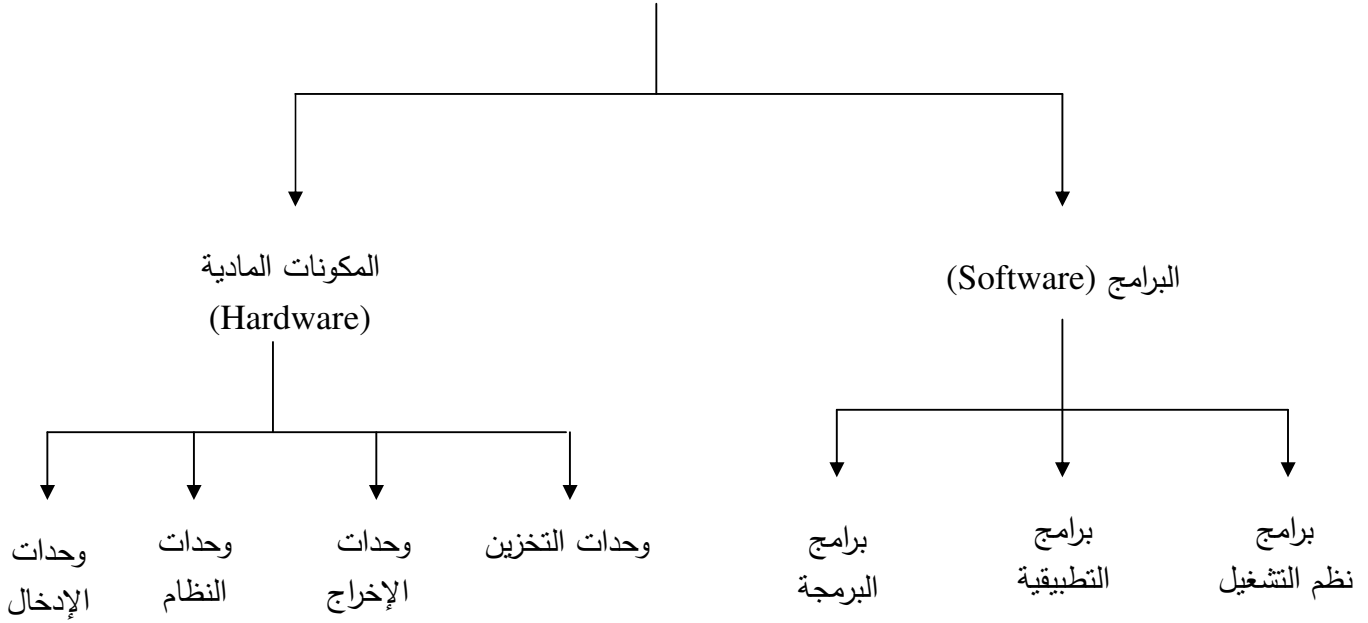 البرامج (Software)
المكونات المادية
(Hardware)
برامج
نظم التشغيل
برامج
التطبيقية
برامج
البرمجة
وحدات التخزين
وحدات
الإخراج
وحدات
النظام
وحدات
الإدخال